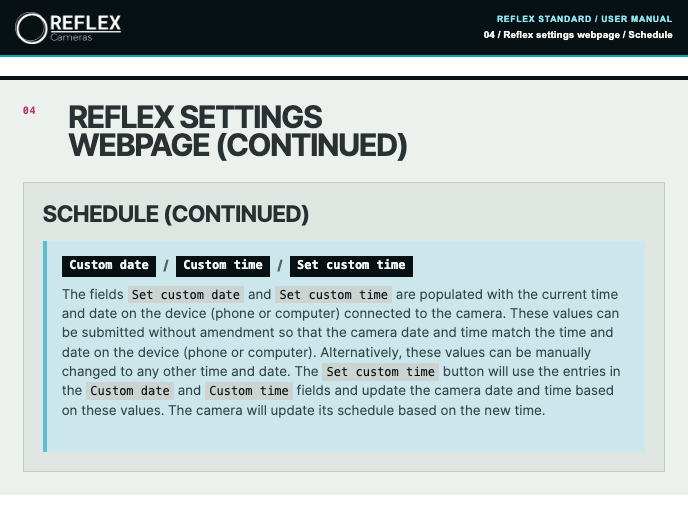 REFLEX
Cameras
REFLEX STANDARD / USER MANUAL
04 / Reflex settings webpage / Schedule
04
REFLEX SETTINGS
WEBPAGE (CONTINUED)
SCHEDULE (CONTINUED)
Custom date / Custom time / Set custom time
The fields Set custom date and Set custom time are populated with the current time
and date on the device (phone or computer) connected to the camera. These values can
be submitted without amendment so that the camera date and time match the time and
date on the device (phone or computer). Alternatively, these values can be manually
changed to any other time and date. The Set custom time button will use the entries in
the Custom date and Custom time fields and update the camera date and time based
on these values. The camera will update its schedule based on the new time.